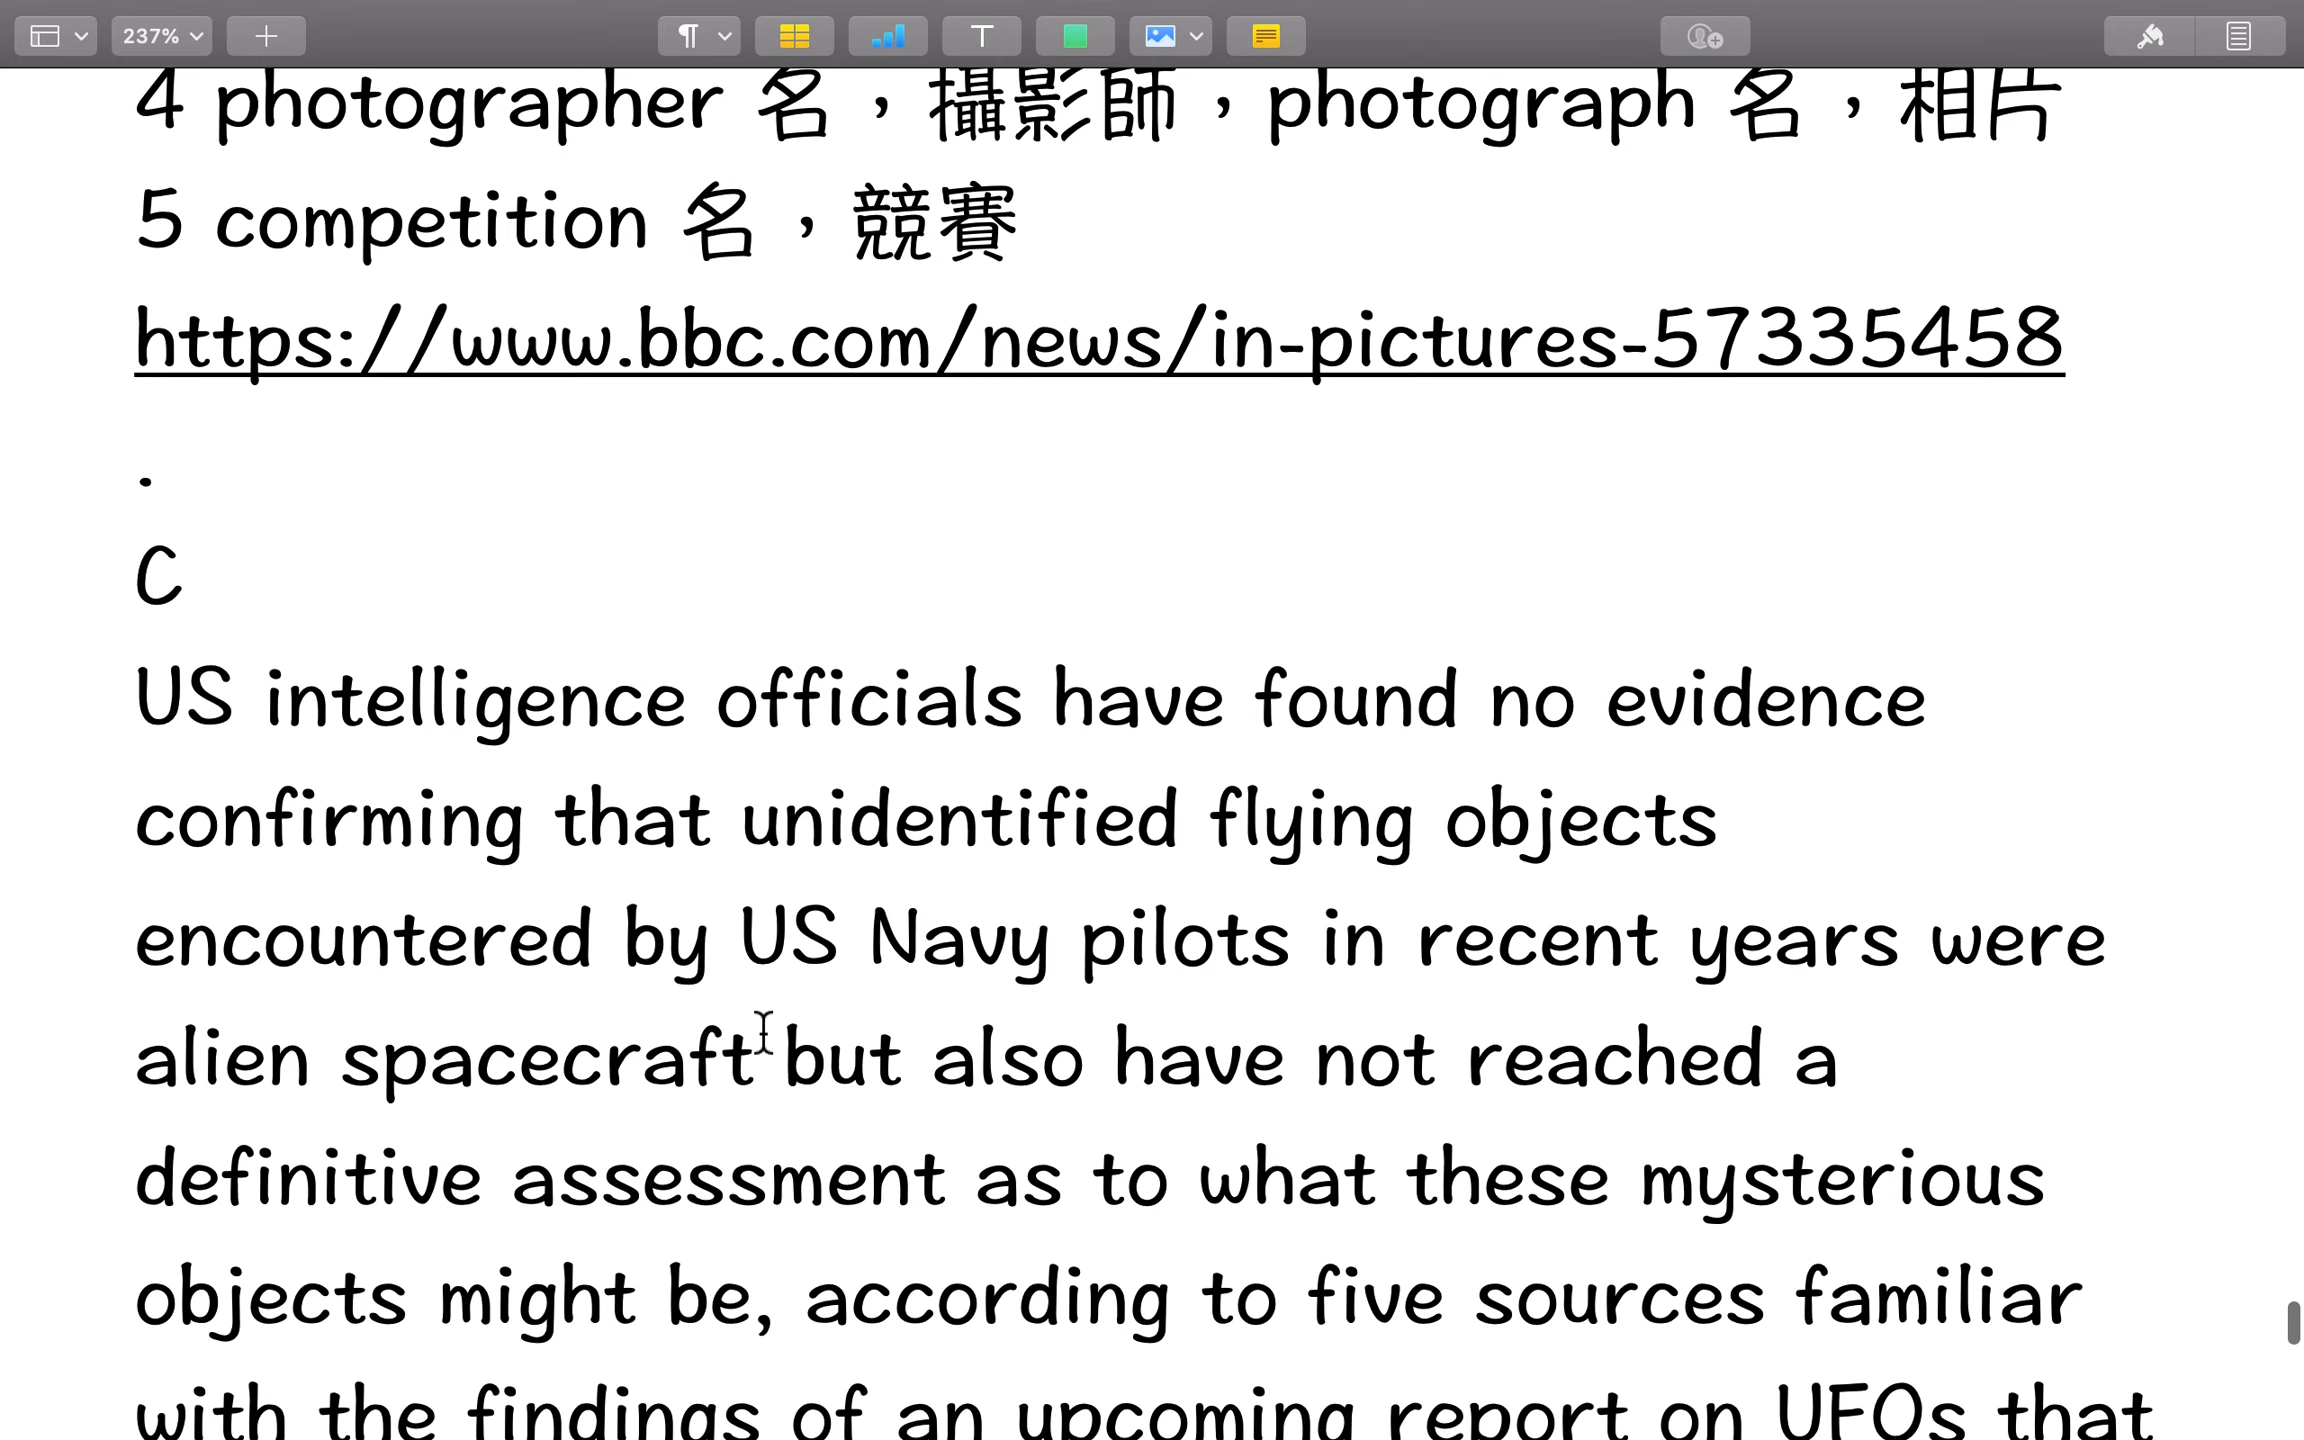 237%
4 photographer 名，攝影師，photograph 名，相片
5 competition 名，競賽
https://www.bbc.com/news/in-pictures-57335458
.
C
US intelligence officials have found no evidence
confirming that unidentified flying objects
encountered by US Navy pilots in recent years were
alien spacecraft but also have not reached a
definitive assessment as to what these mysterious
objects might be, according to five sources familiar
with the findings of an upcoming report on UFOs that